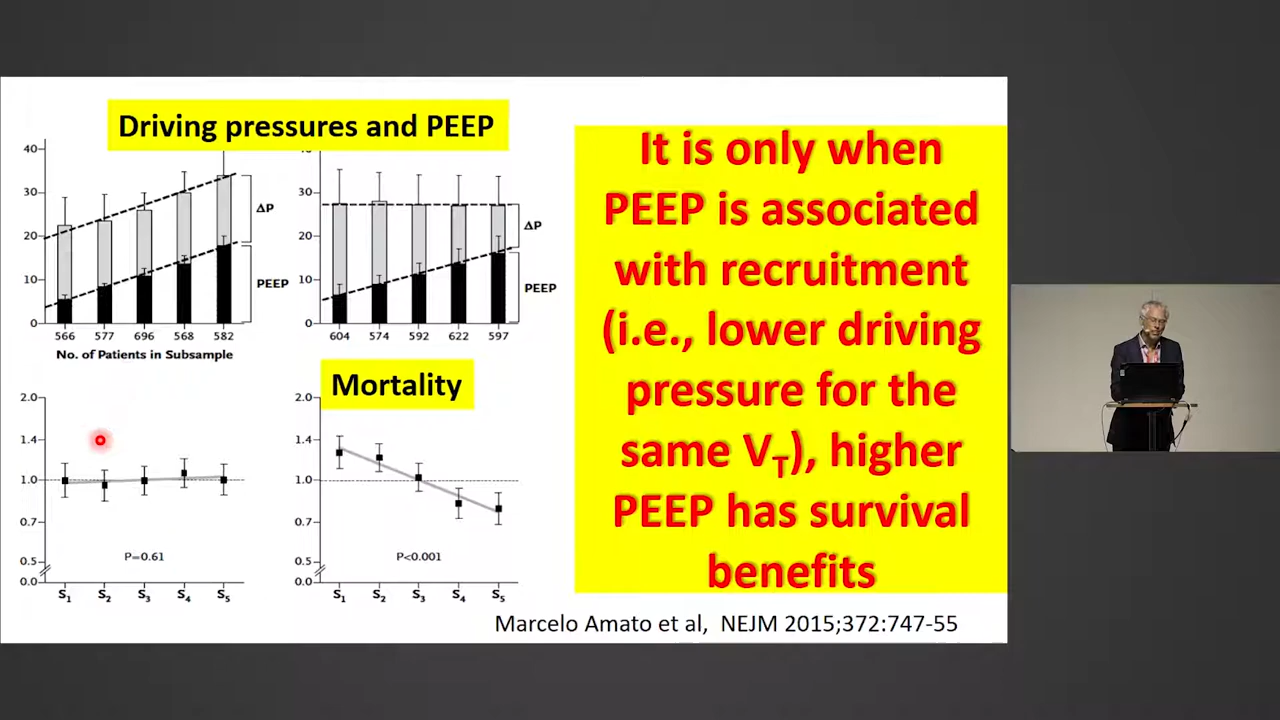 Driving pressures and PEEP
40
30
20
10
0
ΔP
PEEP
566 577 696 568 582
No. of Patients in Subsample
30
20
10
0
ΔP
PEEP
604 574 592 622 597
Mortality
2.0
1.4
1.0
0.7
0.5
0.0
P=0.61
S1 S2 S3 S4 S5
2.0
1.4
1.0
0.7
0.5
0.0
P<0.001
S1 S2 S3 S4 S5
It is only when
PEEP is associated
with recruitment
(i.e., lower driving
pressure for the
same VT), higher
PEEP has survival
benefits
Marcelo Amato et al, NEJM 2015;372:747-55